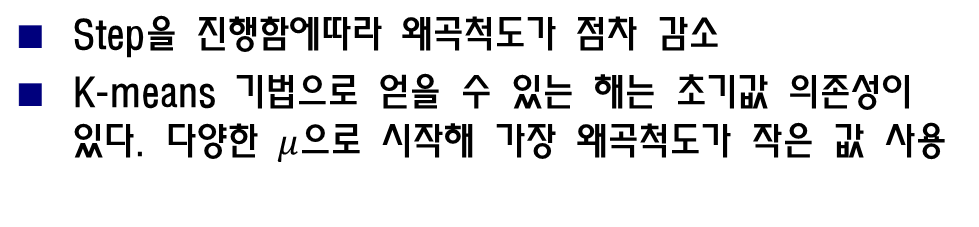 ■ Step을 진행함에따라 왜곡척도가 점차 감소
■ K-means 기법으로 얻을 수 있는 해는 초기값 의존성이
있다. 다양한 μ으로 시작해 가장 왜곡척도가 작은 값 사용